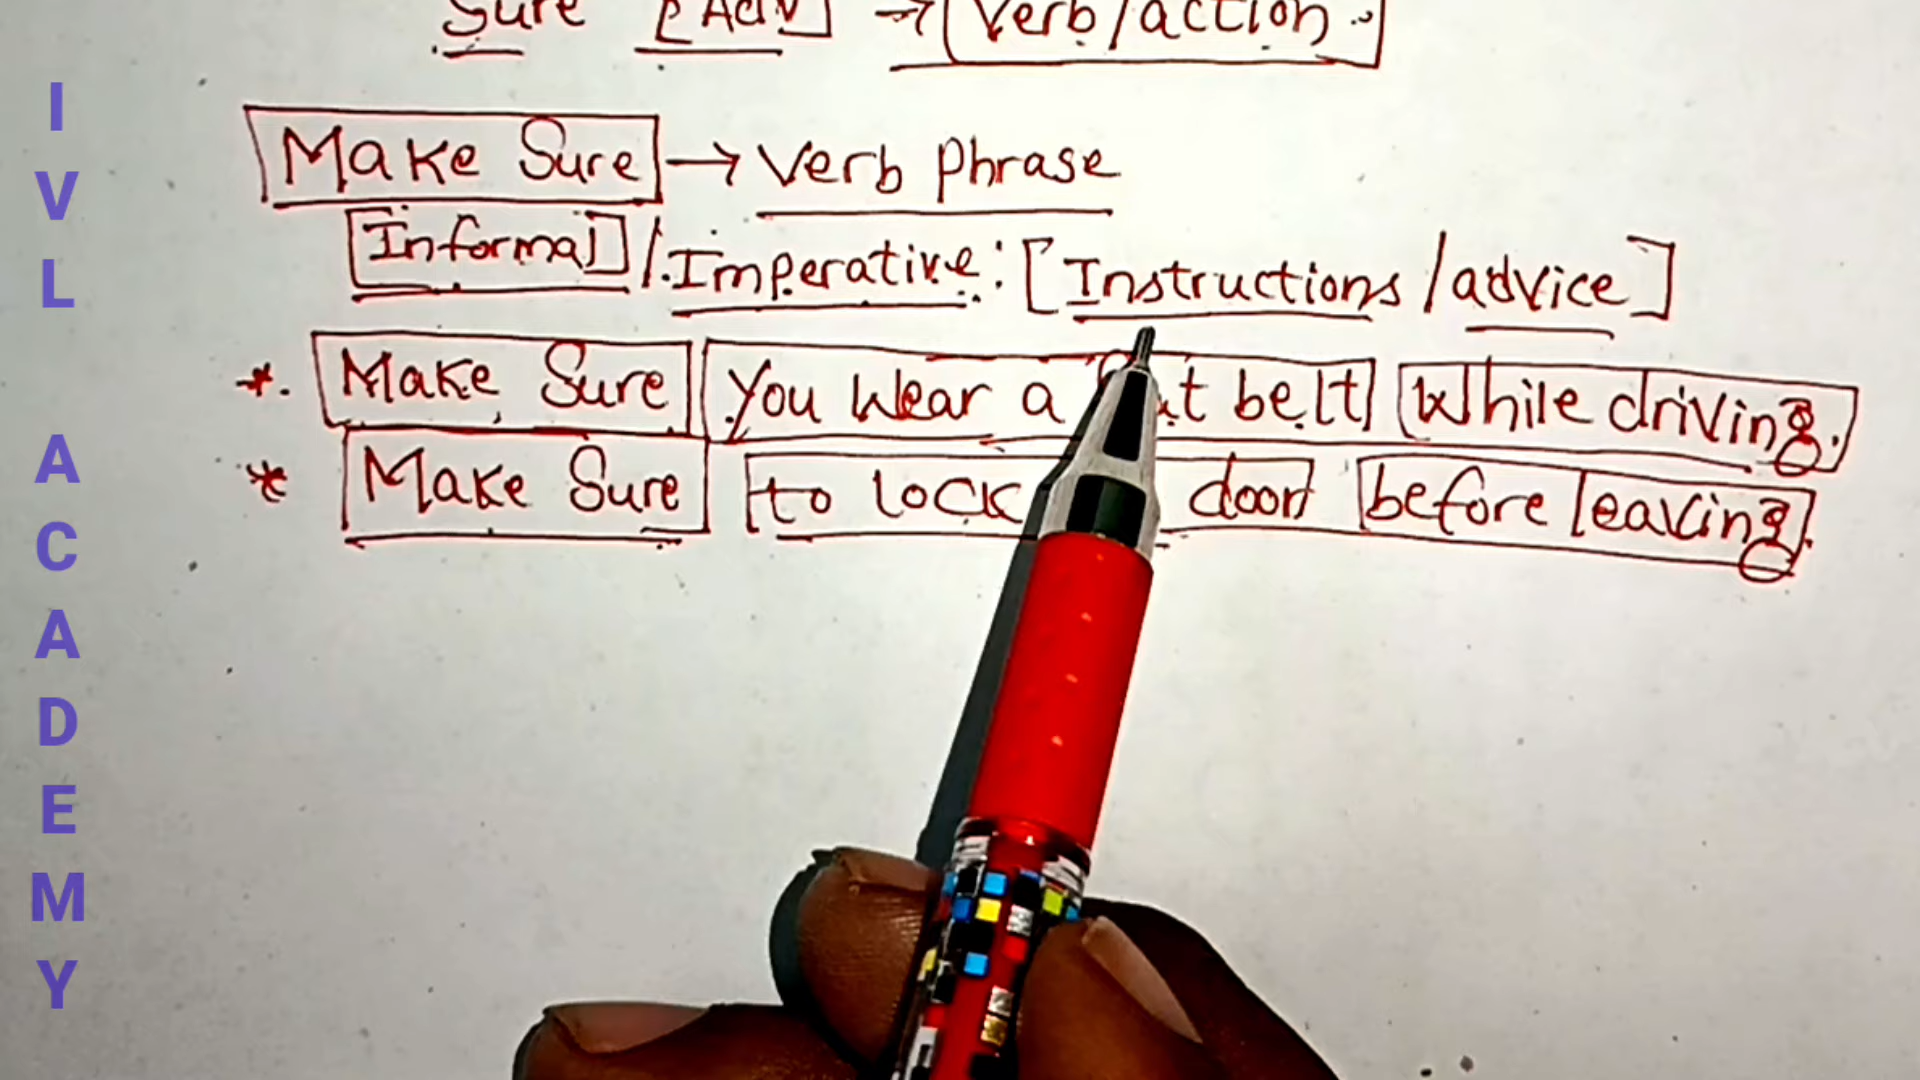 Sure [Adv] → Verb/action.
Make Sure → Verb Phrase
[Informal] / Imperative: [Instructions / advice]
*. Make Sure you Wear a belt While driving.
* Make Sure to lock door before leaving.
IVL ACADEMY